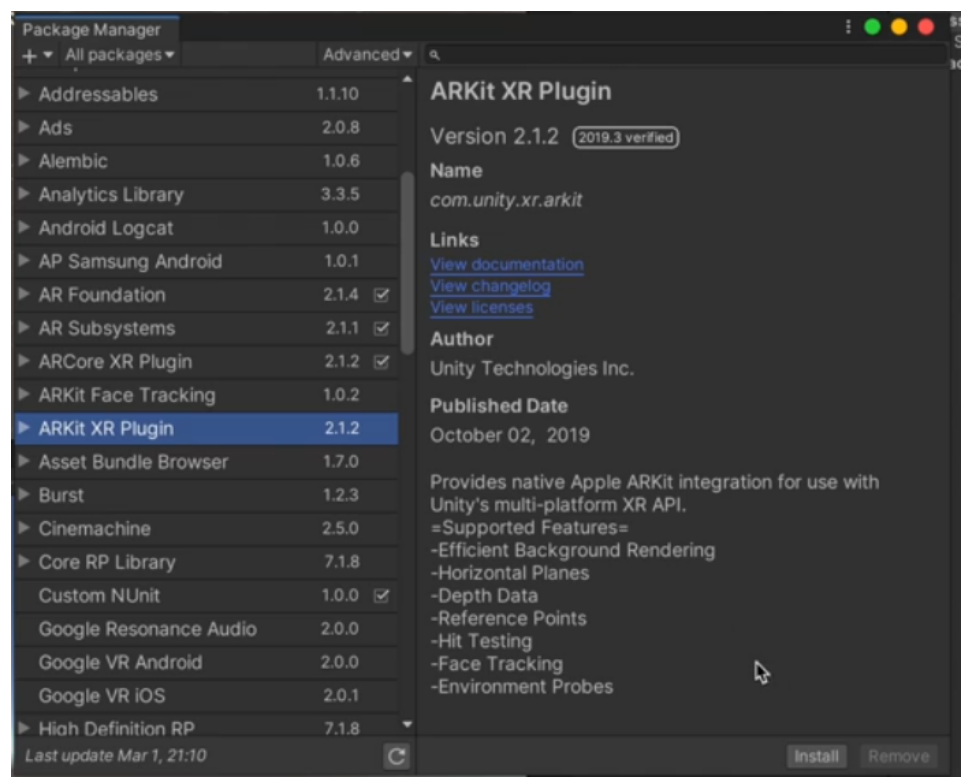 Package Manager
+ All packages Advanced
Addressables 1.1.10
Ads 2.0.8
Alembic 1.0.6
Analytics Library 3.3.5
Android Logcat 1.0.0
AP Samsung Android 1.0.1
AR Foundation 2.1.4
AR Subsystems 2.1.1
ARCore XR Plugin 2.1.2
ARKit Face Tracking 1.0.2
ARKit XR Plugin 2.1.2
Asset Bundle Browser 1.7.0
Burst 1.2.3
Cinemachine 2.5.0
Core RP Library 7.1.8
Custom NUnit 1.0.0
Google Resonance Audio 2.0.0
Google VR Android 2.0.0
Google VR iOS 2.0.1
High Definition RP 7.1.8
Last update Mar 1, 21:10
ARKit XR Plugin
Version 2.1.2 2019.3 verified
Name
com.unity.xr.arkit
Links
View documentation
View changelog
View licenses
Author
Unity Technologies Inc.
Published Date
October 02, 2019
Provides native Apple ARKit integration for use with
Unity's multi-platform XR API.
=Supported Features=
-Efficient Background Rendering
-Horizontal Planes
-Depth Data
-Reference Points
-Hit Testing
-Face Tracking
-Environment Probes
Install Remove